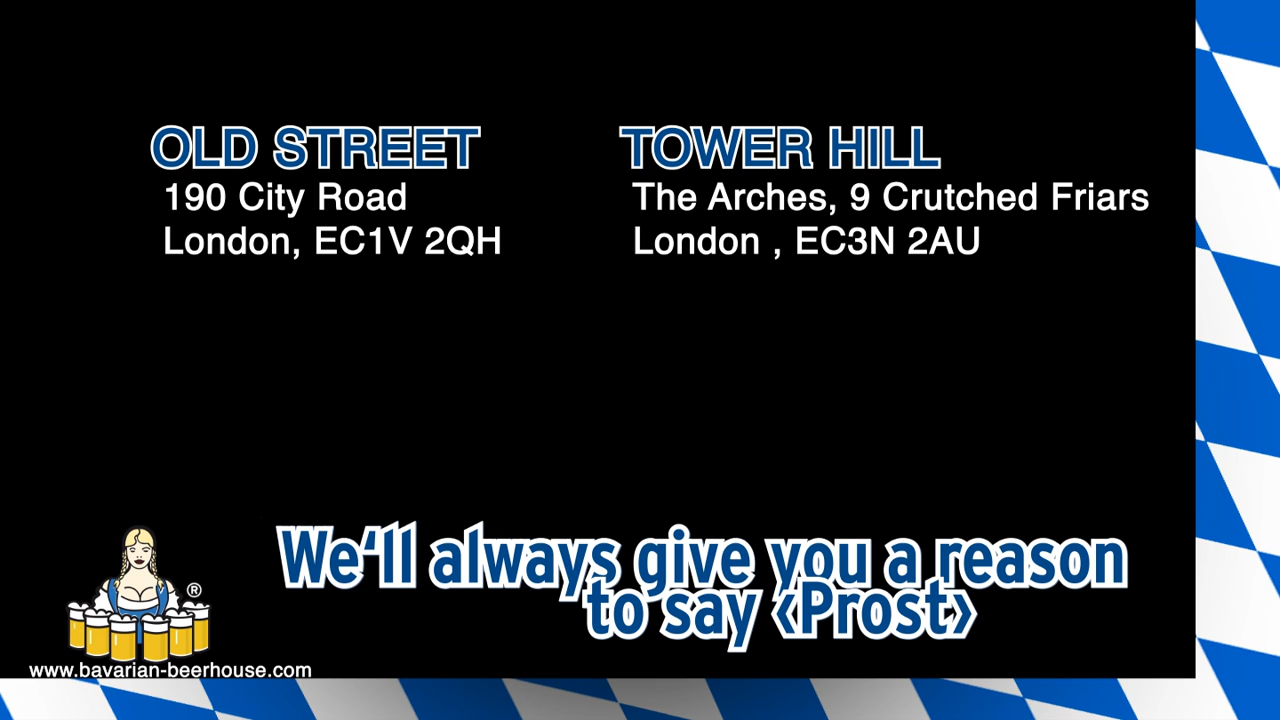 OLD STREET
190 City Road
London, EC1V 2QH
TOWER HILL
The Arches, 9 Crutched Friars
London , EC3N 2AU
We‘ll always give you a reason
to say ‹Prost›
®
www.bavarian-beerhouse.com